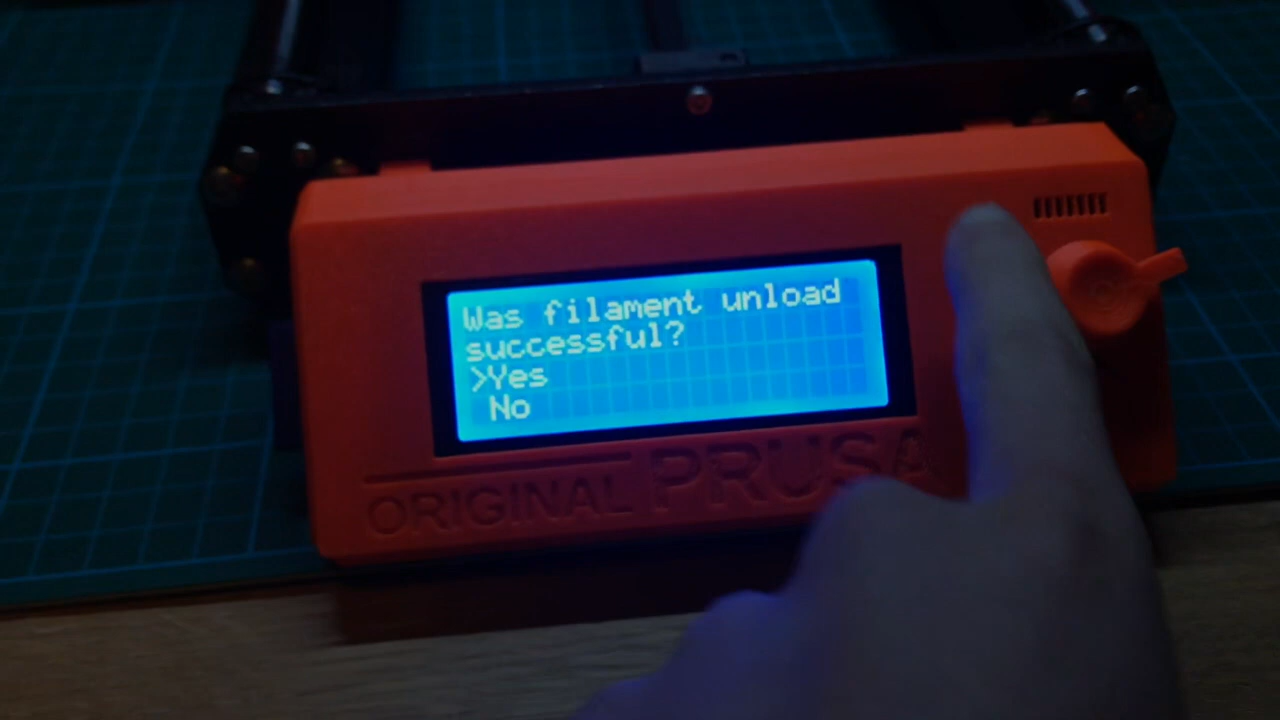 Was filament unload
successful?
>Yes
No
ORIGINAL PRUSA